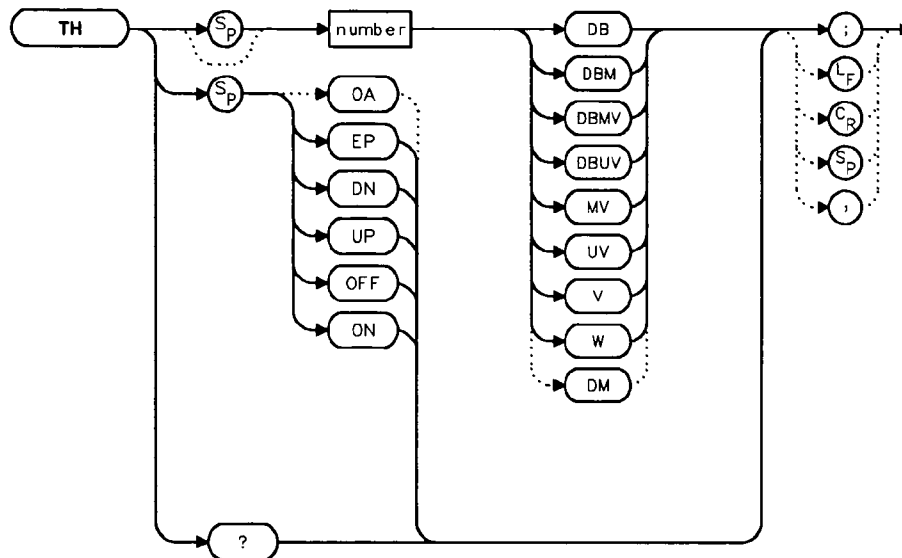 TH
SP
number
DB
;
DBM
LF
SP
OA
DBMV
CR
EP
DBUV
SP
DN
MV
,
UP
UV
OFF
V
ON
W
DM
?